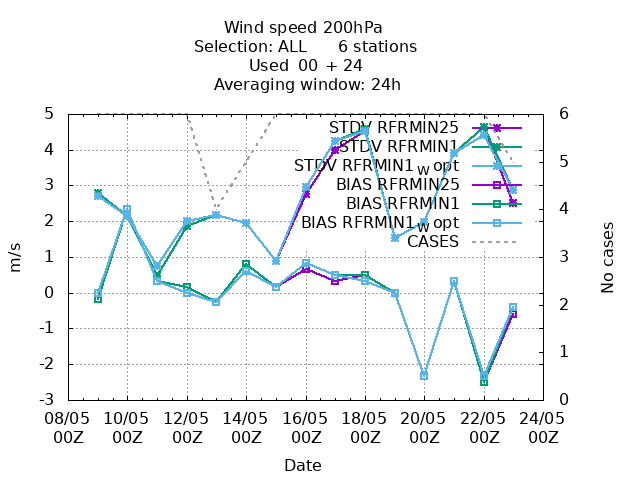 Wind speed 200hPa
Selection: ALL 6 stations
Used 00 + 24
Averaging window: 24h
5 6
STDV RFRMIN25
4 STDV RFRMIN1 5
STDV RFRMIN1_W opt
3 BIAS RFRMIN25
BIAS RFRMIN1 4
2 BIAS RFRMIN1_W opt
CASES
1 3
0
-1 2
-2 1
-3 0
m/s
No cases
08/05 10/05 12/05 14/05 16/05 18/05 20/05 22/05 24/05
00Z 00Z 00Z 00Z 00Z 00Z 00Z 00Z 00Z
Date